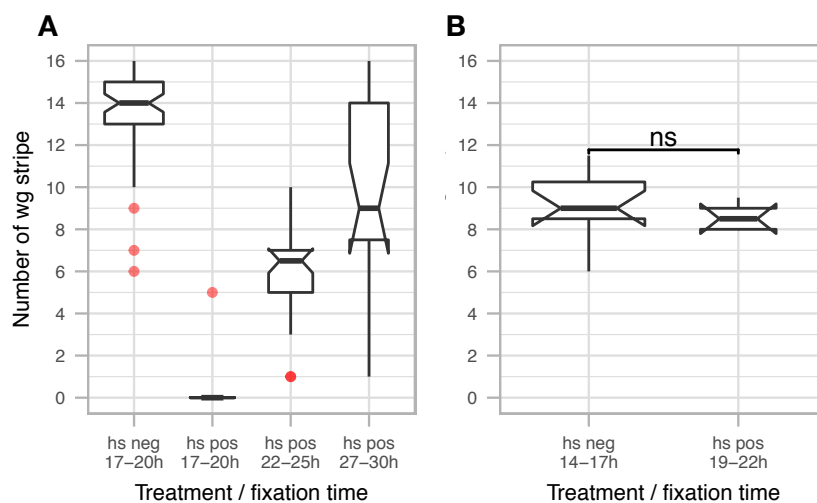 A
Number of wg stripe
16
14
12
10
8
6
4
2
0
hs neg
17−20h
hs pos
17−20h
hs pos
22−25h
hs pos
27−30h
Treatment / fixation time
B
ns
16
14
12
10
8
6
4
2
0
hs neg
14−17h
hs pos
19−22h
Treatment / fixation time